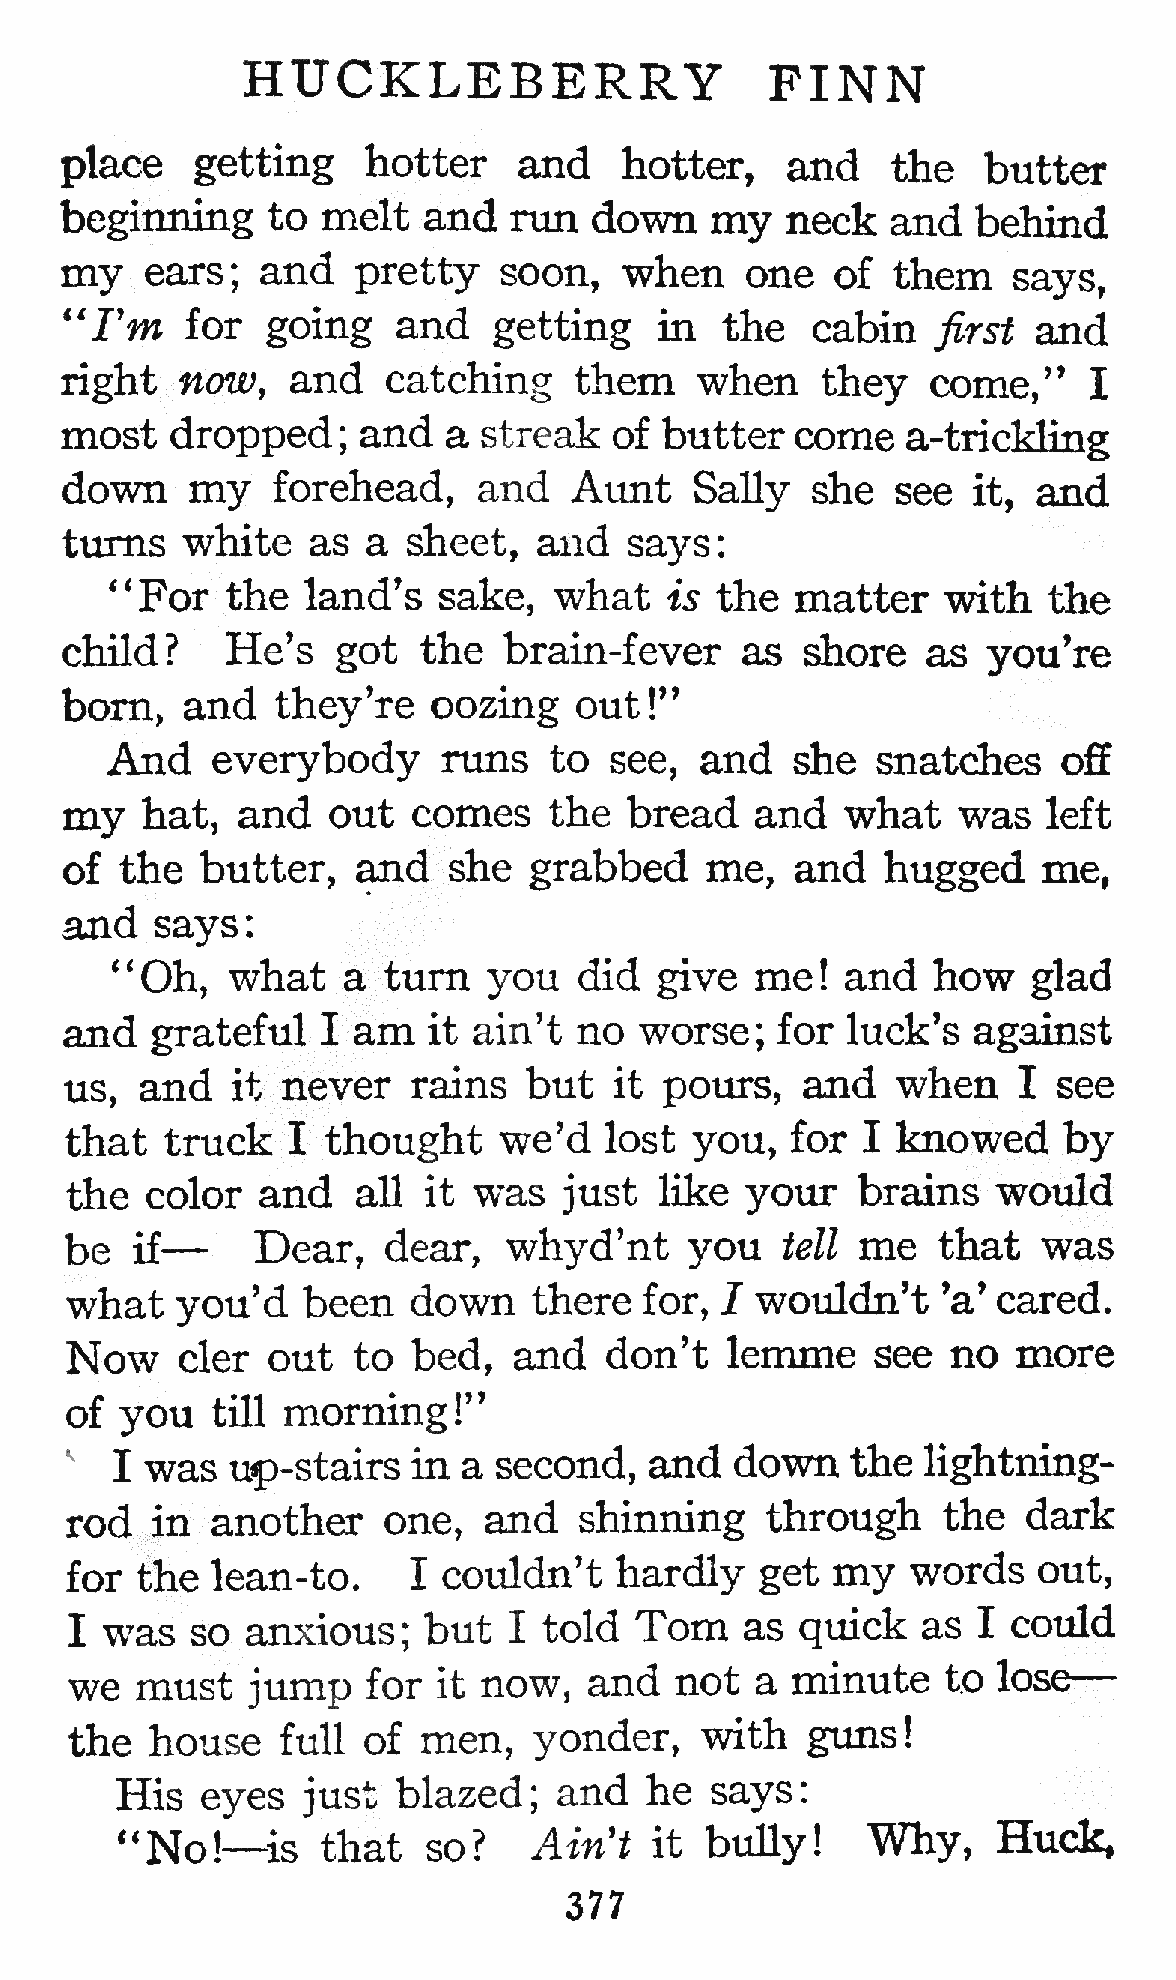 HUCKLEBERRY FINN
place getting hotter and hotter, and the butter
beginning to melt and run down my neck and behind
my ears; and pretty soon, when one of them says,
“I’m for going and getting in the cabin first and
right now, and catching them when they come,” I
most dropped; and a streak of butter come a-trickling
down my forehead, and Aunt Sally she see it, and
turns white as a sheet, and says:
“For the land’s sake, what is the matter with the
child? He’s got the brain-fever as shore as you’re
born, and they’re oozing out!”
And everybody runs to see, and she snatches off
my hat, and out comes the bread and what was left
of the butter, and she grabbed me, and hugged me,
and says:
“Oh, what a turn you did give me! and how glad
and grateful I am it ain’t no worse; for luck’s against
us, and it never rains but it pours, and when I see
that truck I thought we’d lost you, for I knowed by
the color and all it was just like your brains would
be if— Dear, dear, whyd’nt you tell me that was
what you’d been down there for, I wouldn’t ’a’ cared.
Now cler out to bed, and don’t lemme see no more
of you till morning!”
I was up-stairs in a second, and down the lightning-
rod in another one, and shinning through the dark
for the lean-to. I couldn’t hardly get my words out,
I was so anxious; but I told Tom as quick as I could
we must jump for it now, and not a minute to lose—
the house full of men, yonder, with guns!
His eyes just blazed; and he says:
“No!—is that so? Ain’t it bully! Why, Huck,
377